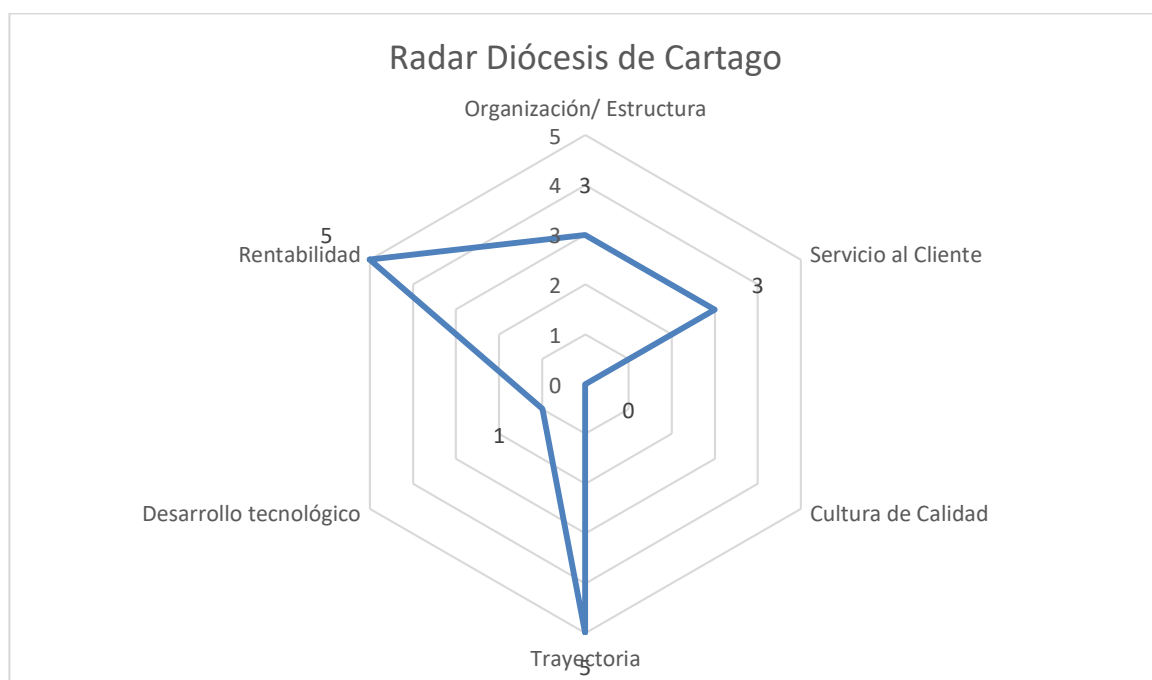 Radar Diócesis de Cartago
Organización/ Estructura
5
4
3
3
2
1
0
3
0
5
1
5
Servicio al Cliente
Cultura de Calidad
Trayectoria
Desarrollo tecnológico
Rentabilidad